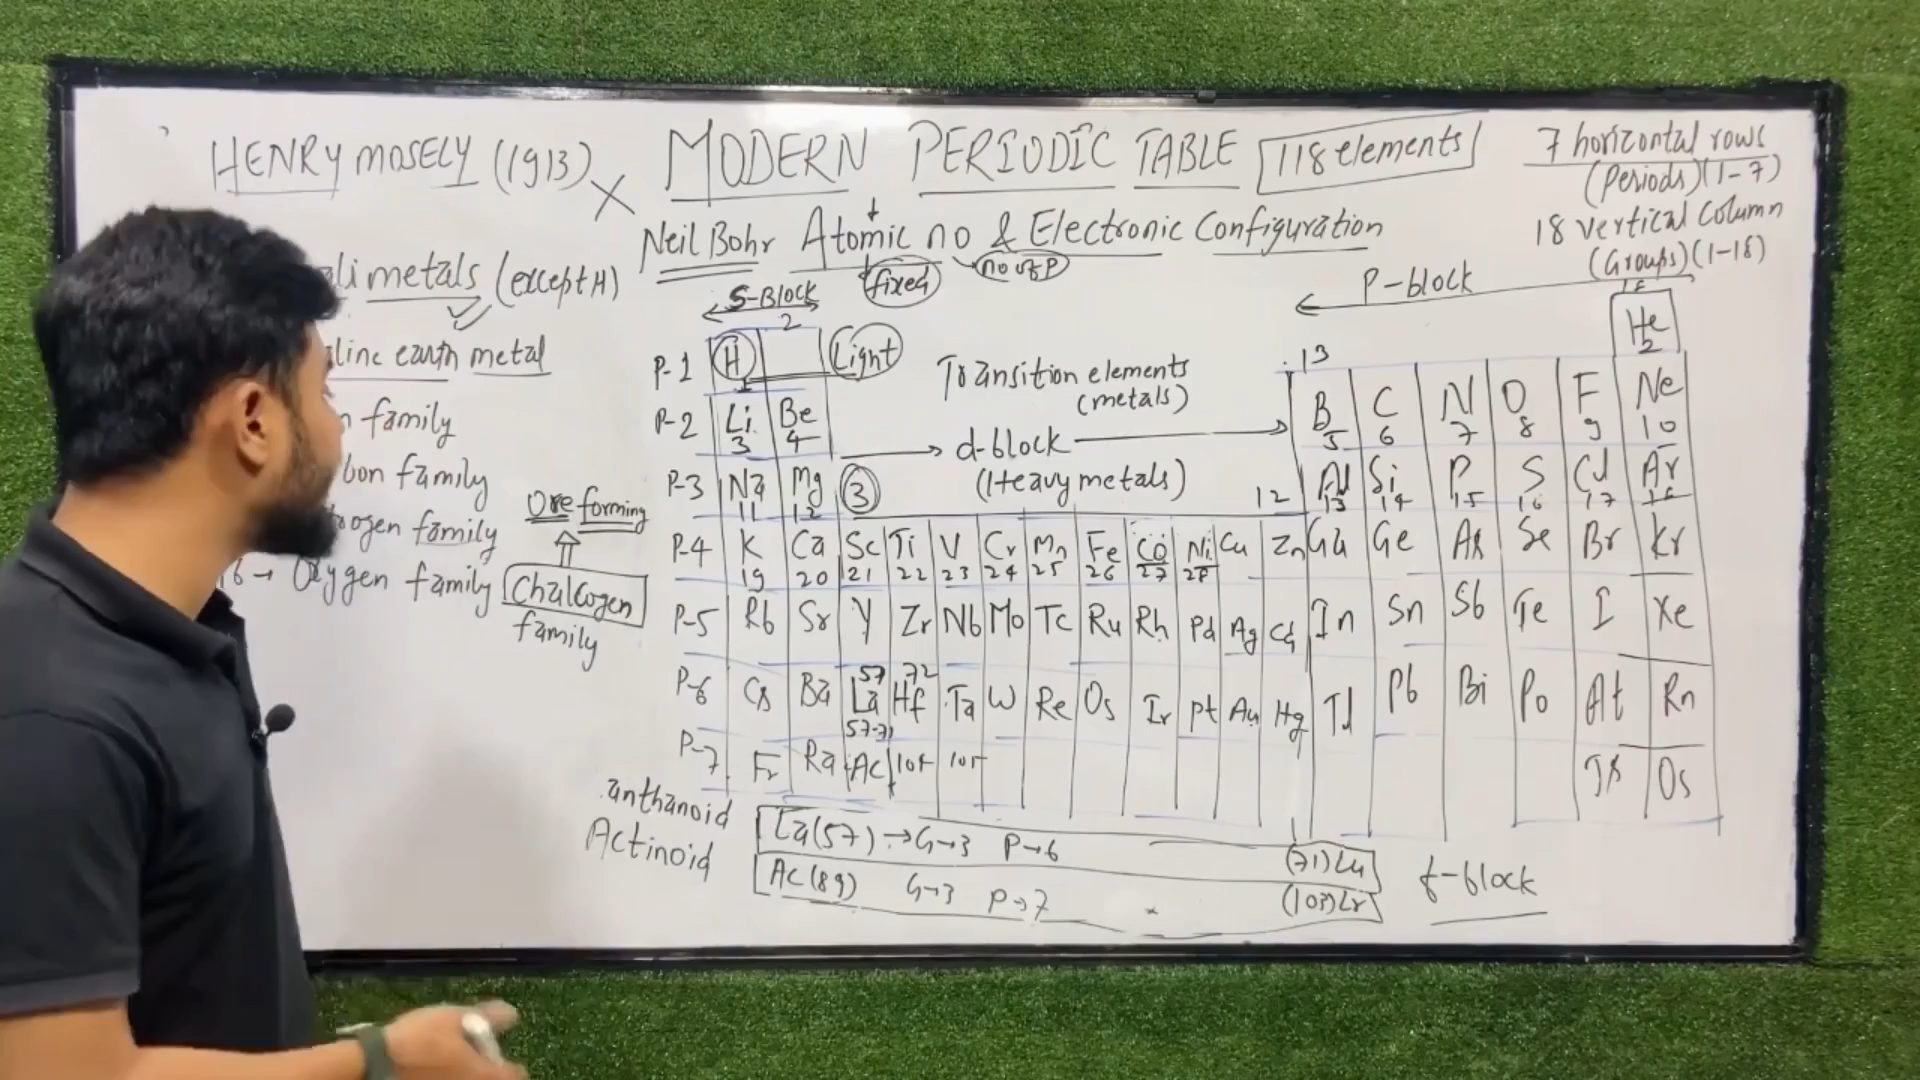 HENRY MOSELY (1913)
MODERN PERIODIC TABLE
118 elements
7 horizontal rows
(Periods)(1-7)
18 vertical Column
(Groups)(1-18)
Neil Bohr Atomic no & Electronic Configuration
fixed
no of P
metals (except H)
earth metal
family
family
family
16 → Oxygen family
Chalcogen
family
Ore forming
S-Block
P-block
2
Light
13
Transition elements
(metals)
d-block
(Heavy metals)
3
12
P-1 H He
1 2
P-2 Li Be B C N O F Ne
3 4 5 6 7 8 9 10
P-3 Na Mg Al Si P S Cl Ar
11 12 13 14 15 16 17 18
P-4 K Ca Sc Ti V Cr Mn Fe Co Ni Cu Zn Ga Ge As Se Br Kr
19 20 21 22 23 24 25 26 27 28
P-5 Rb Sr Y Zr Nb Mo Tc Ru Rh Pd Ag Cd In Sn Sb Te I Xe
57 72
P-6 Cs Ba La Hf Ta W Re Os Ir Pt Au Hg Tl Pb Bi Po At Rn
57-71
P-7 Fr Ra Ac 104 105 Ts Os
anthanoid La(57) → G→3 P→6 (71)Lu
Actinoid Ac(89) G→3 P→7 (103)Lr
f-block